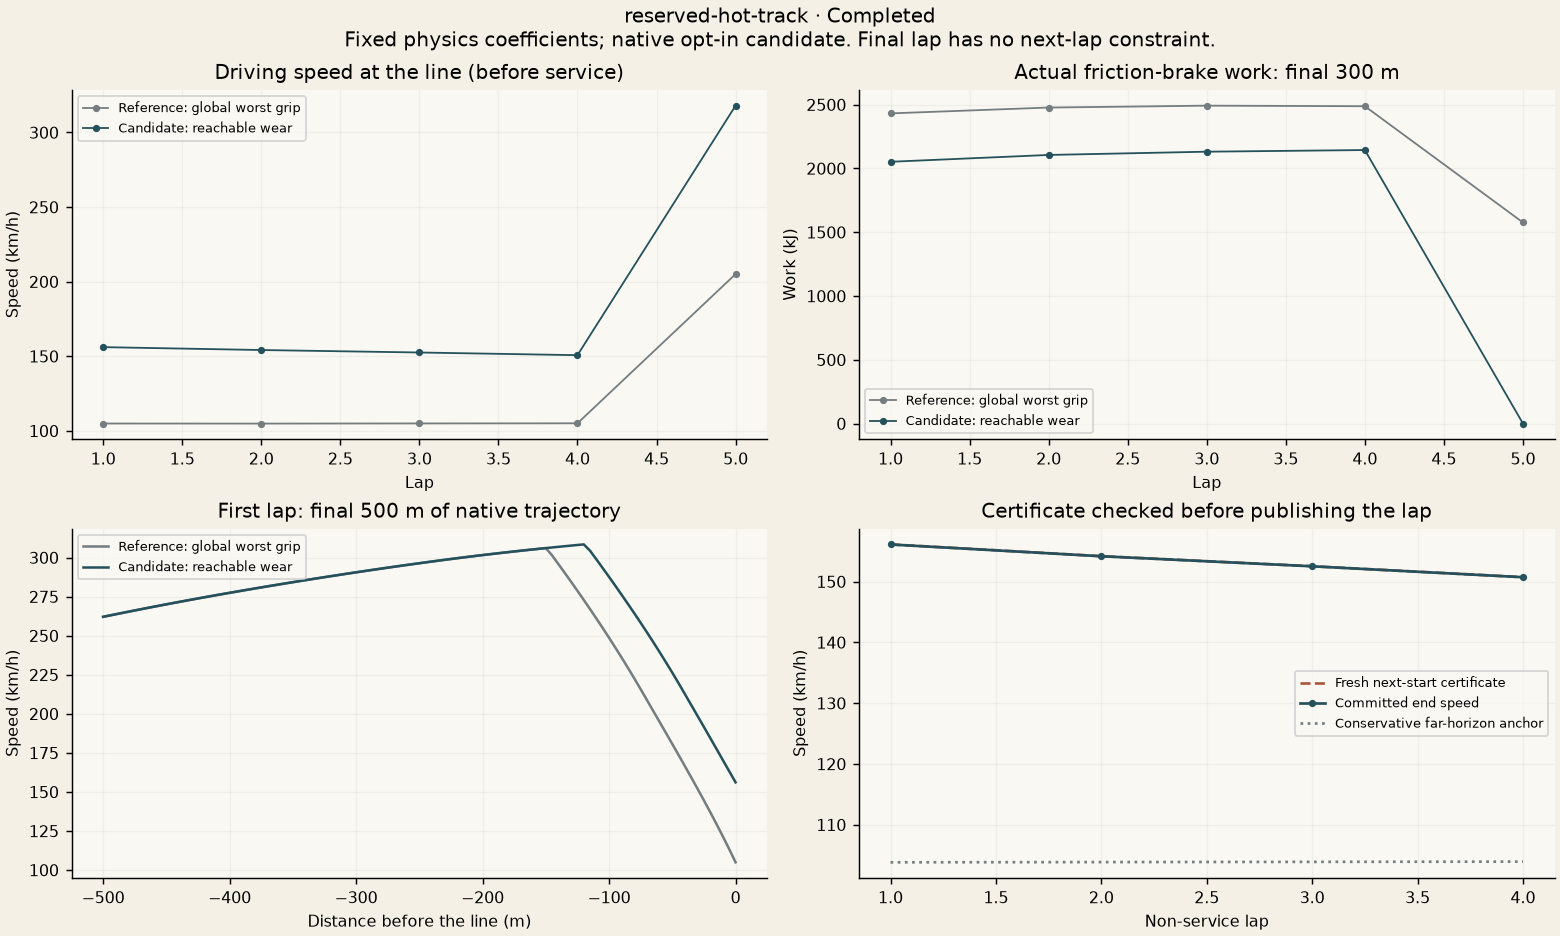 reserved-hot-track · Completed
Fixed physics coefficients; native opt-in candidate. Final lap has no next-lap constraint.
Driving speed at the line (before service)
Speed (km/h)
300
250
200
150
100
Reference: global worst grip
Candidate: reachable wear
1.0 1.5 2.0 2.5 3.0 3.5 4.0 4.5 5.0
Lap
Actual friction-brake work: final 300 m
Work (kJ)
2500
2000
1500
1000
500
0
Reference: global worst grip
Candidate: reachable wear
1.0 1.5 2.0 2.5 3.0 3.5 4.0 4.5 5.0
Lap
First lap: final 500 m of native trajectory
Speed (km/h)
300
275
250
225
200
175
150
125
100
Reference: global worst grip
Candidate: reachable wear
−500 −400 −300 −200 −100 0
Distance before the line (m)
Certificate checked before publishing the lap
Speed (km/h)
150
140
130
120
110
Fresh next-start certificate
Committed end speed
Conservative far-horizon anchor
1.0 1.5 2.0 2.5 3.0 3.5 4.0
Non-service lap